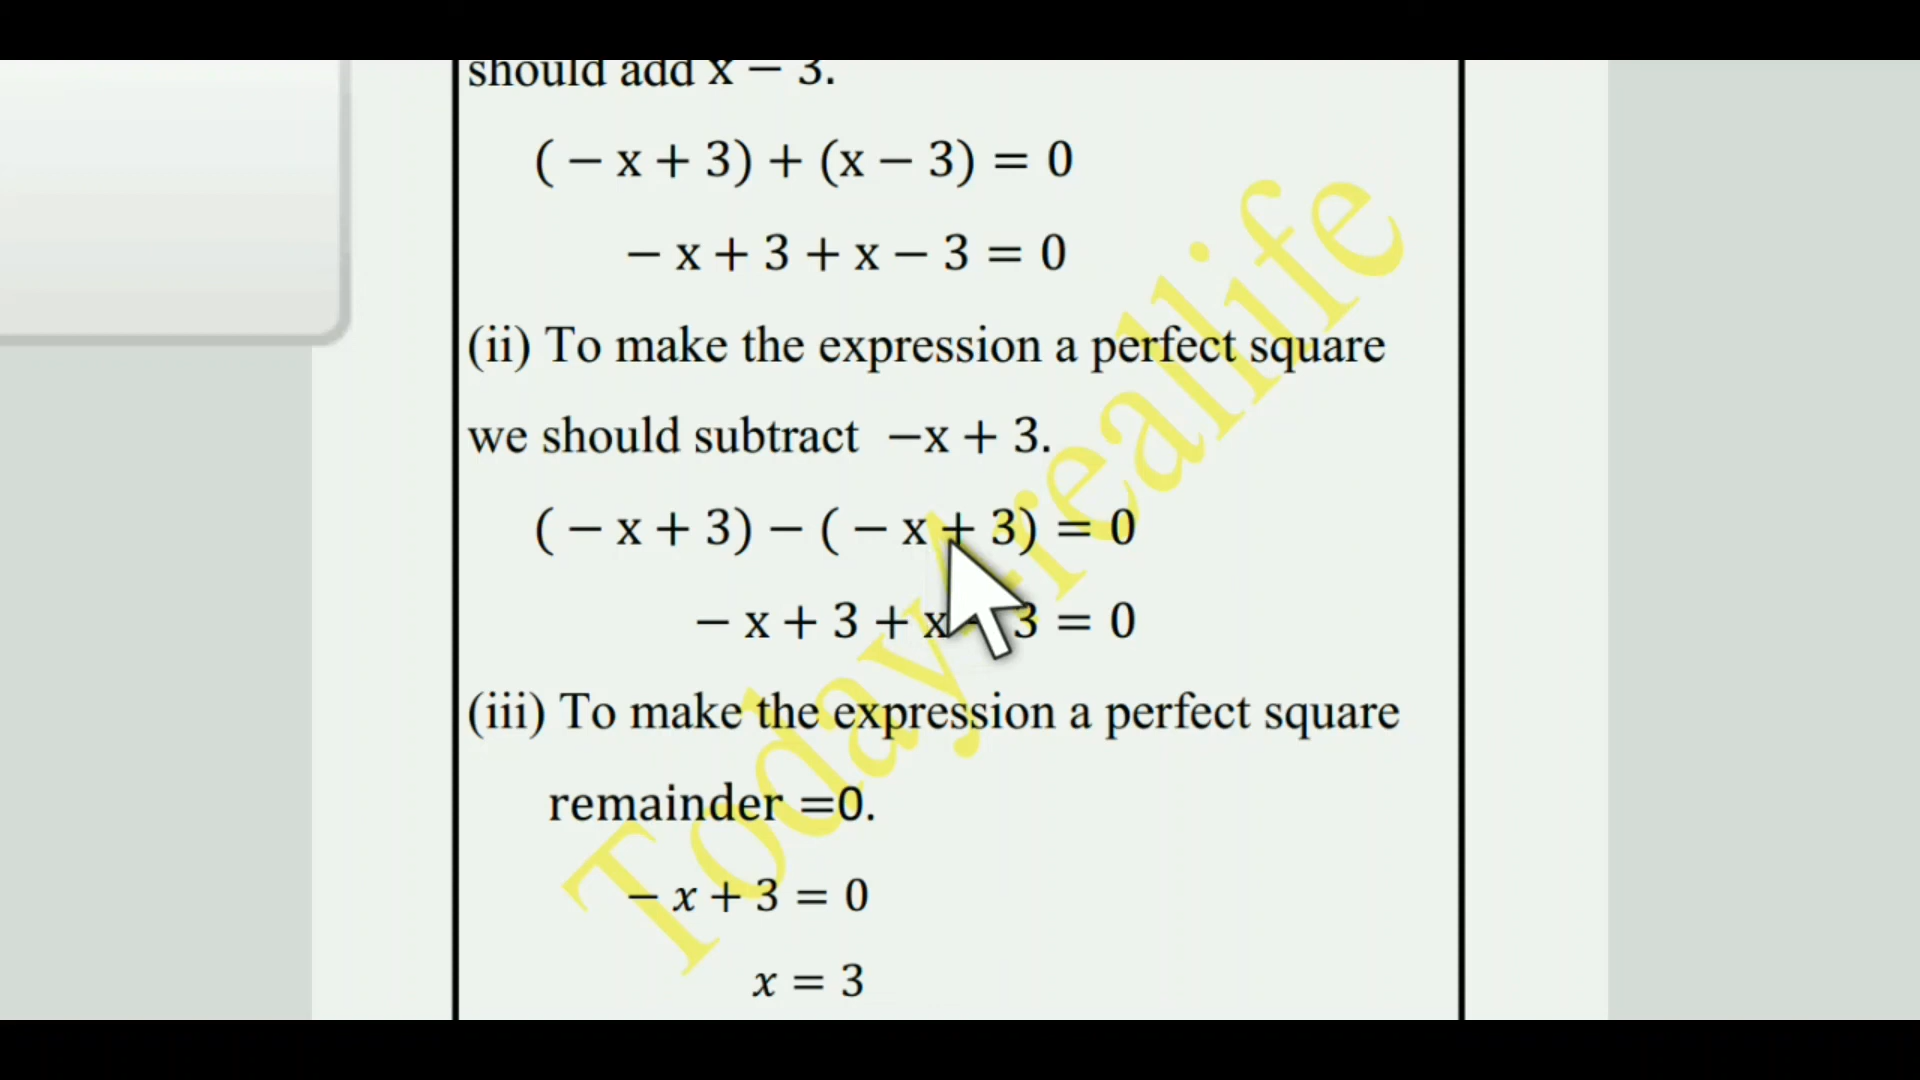 should add x − 3.
( − x + 3) + (x − 3) = 0
− x + 3 + x − 3 = 0
(ii) To make the expression a perfect square
we should subtract −x + 3.
( − x + 3) − ( − x + 3) = 0
− x + 3 + x − 3 = 0
(iii) To make the expression a perfect square
remainder =0.
− x + 3 = 0
x = 3